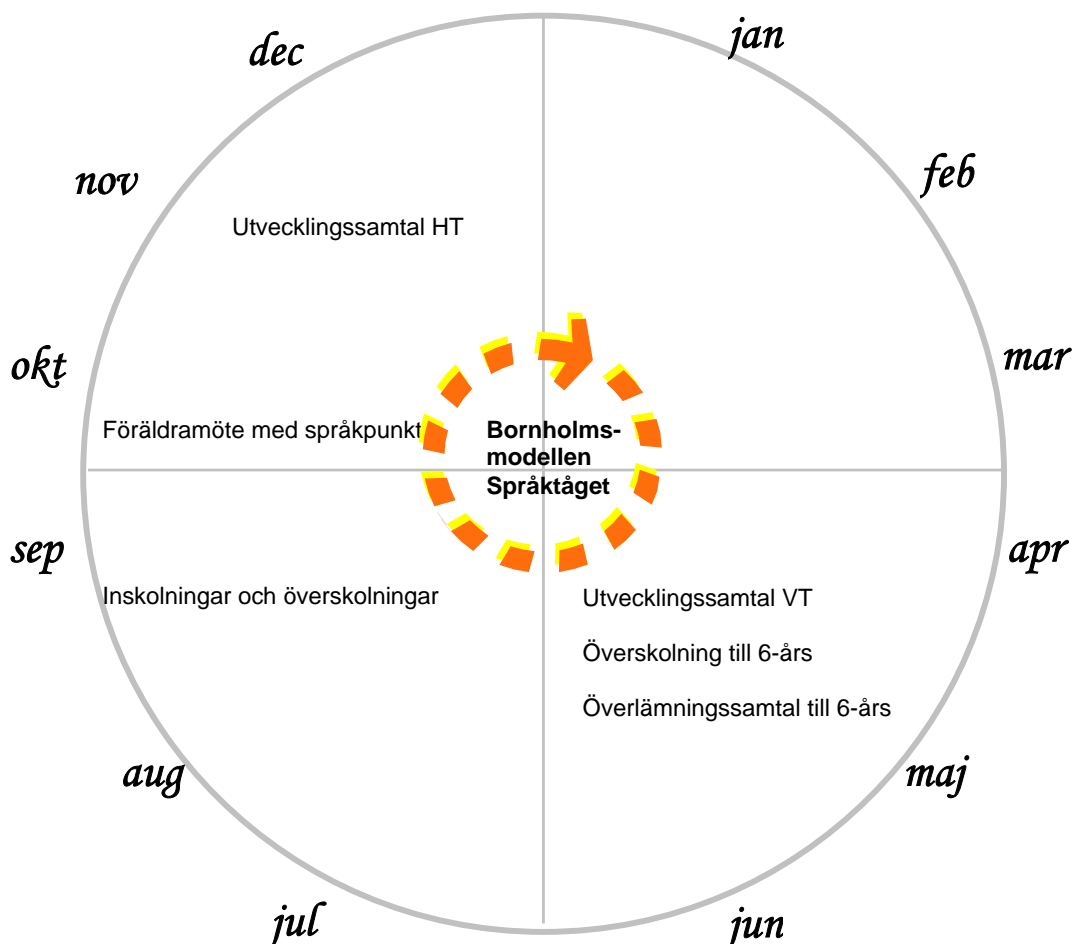 dec
jan
nov
feb
Utvecklingssamtal HT
okt
mar
Föräldramöte med språkpunkt
Bornholms-
modellen
Språktåget
sep
apr
Inskolningar och överskolningar
Utvecklingssamtal VT
Överskolning till 6-års
Överlämningssamtal till 6-års
aug
maj
jul
jun